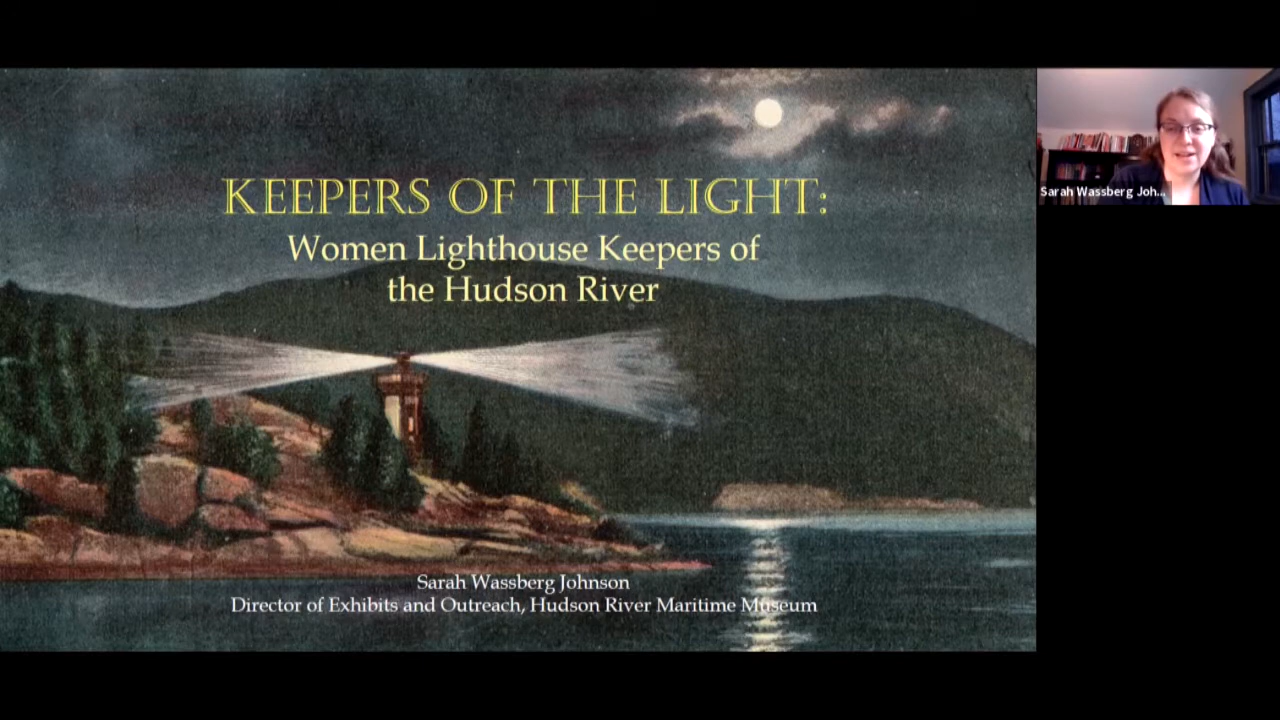 KEEPERS OF THE LIGHT:
Women Lighthouse Keepers of
the Hudson River
Sarah Wassberg Johnson
Director of Exhibits and Outreach, Hudson River Maritime Museum
Sarah Wassberg Joh...